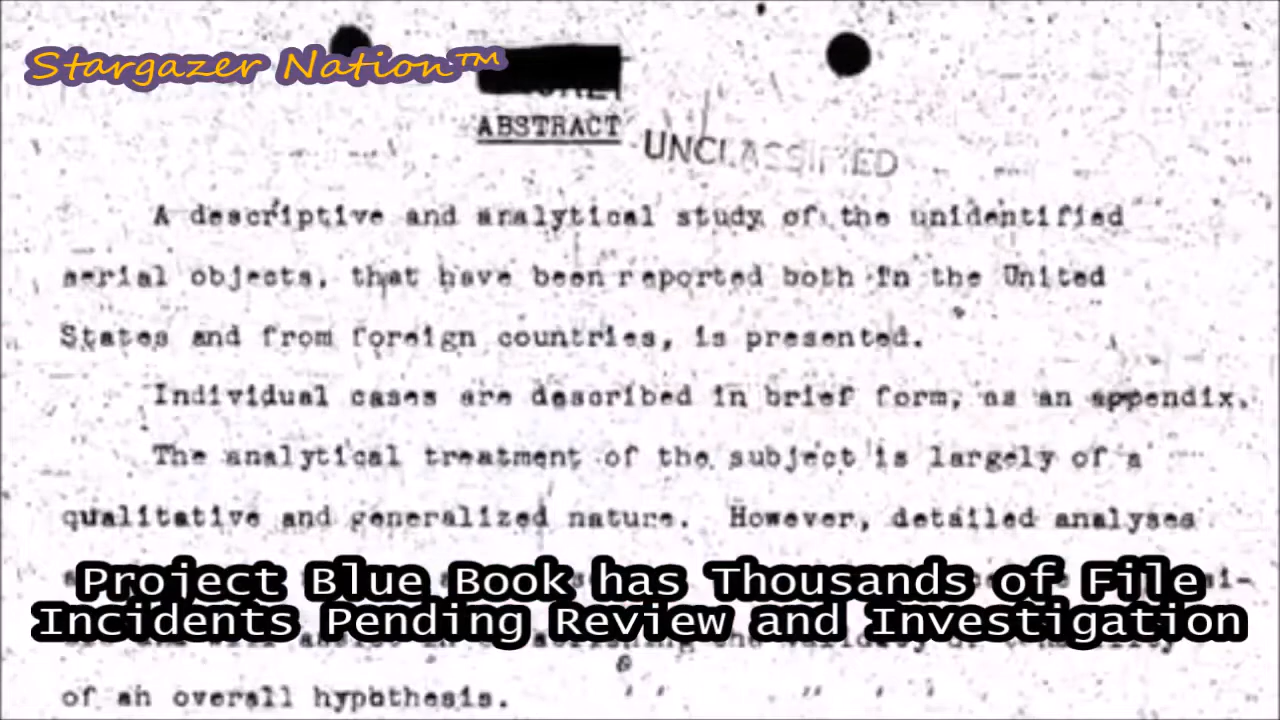 Stargazer Nation™
ABSTRACT
UNCLASSIFIED
A descriptive and analytical study of the unidentified
aerial objects, that have been reported both in the United
States and from foreign countries, is presented.
Individual cases are described in brief form, as an appendix.
The analytical treatment of the subject is largely of a
qualitative and generalized nature. However, detailed analyses
Project Blue Book has Thousands of File
Incidents Pending Review and Investigation
of an overall hypothesis.